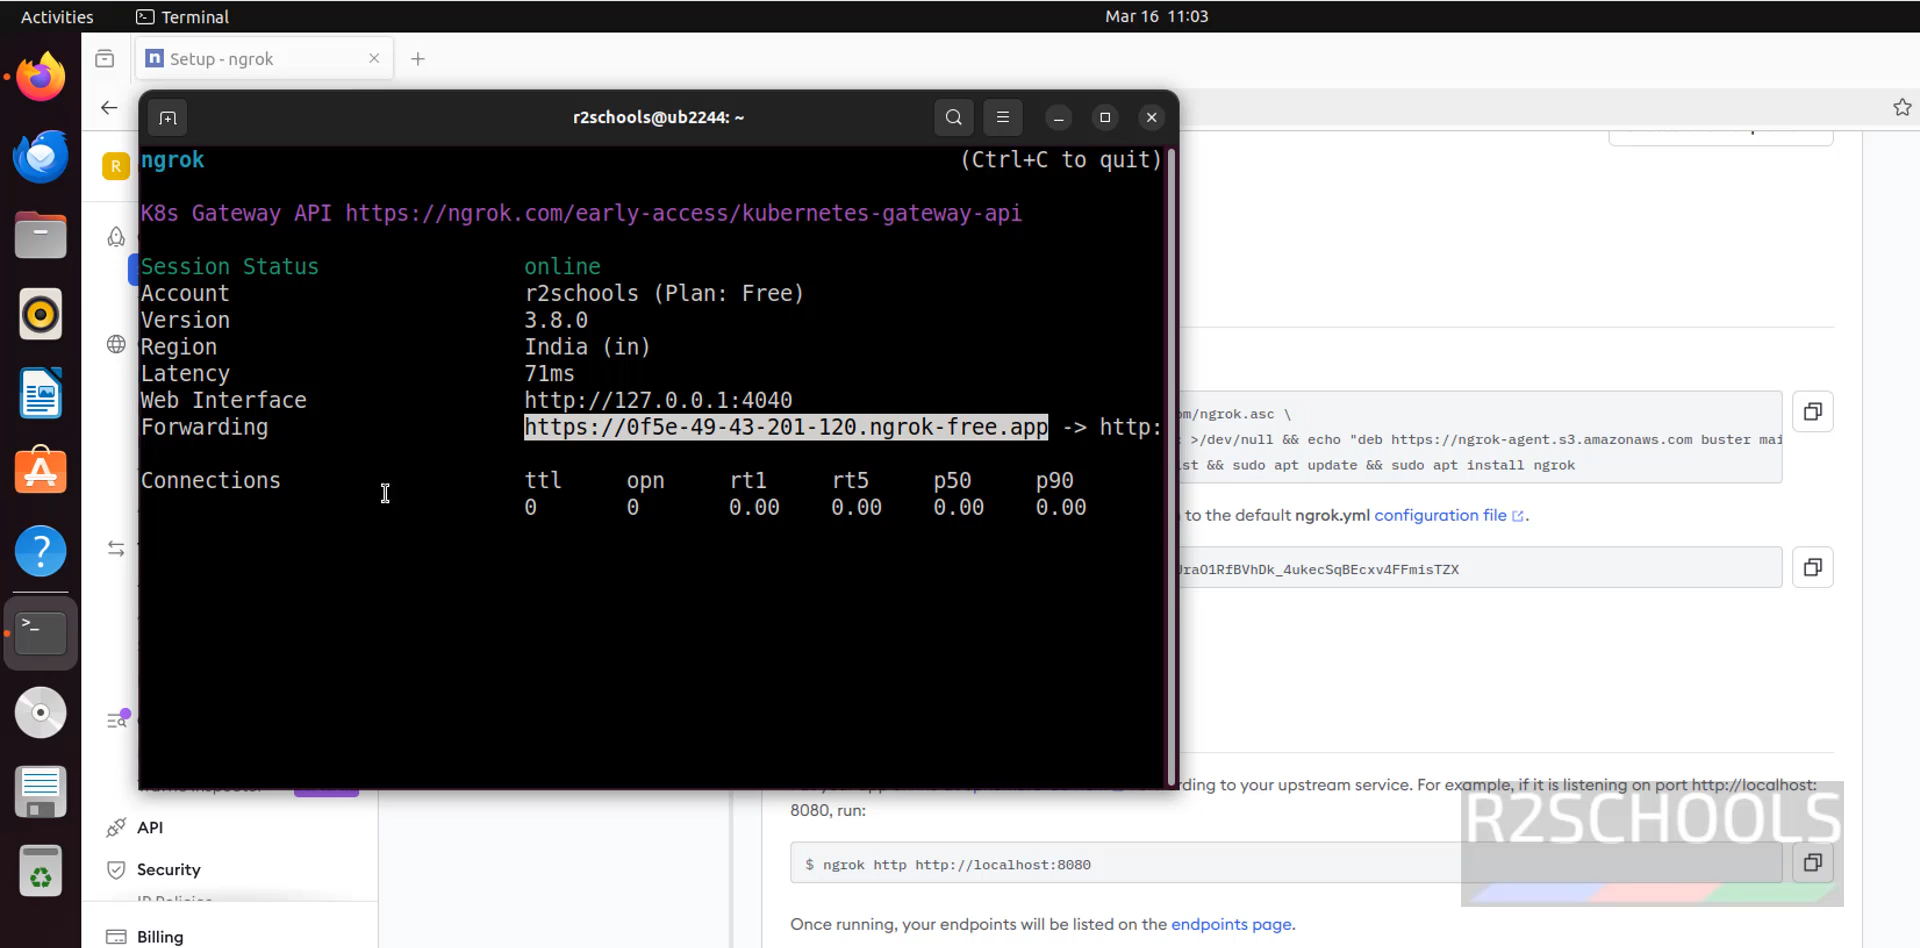 Activities
Terminal
Mar 16 11:03
Setup - ngrok
r2schools@ub2244: ~
R
ngrok (Ctrl+C to quit)
K8s Gateway API https://ngrok.com/early-access/kubernetes-gateway-api
Session Status online
Account r2schools (Plan: Free)
Version 3.8.0
Region India (in)
Latency 71ms
Web Interface http://127.0.0.1:4040
Forwarding https://0f5e-49-43-201-120.ngrok-free.app -> http:
Connections ttl opn rt1 rt5 p50 p90
0 0 0.00 0.00 0.00 0.00
om/ngrok.asc \
>/dev/null && echo "deb https://ngrok-agent.s3.amazonaws.com buster mai
st && sudo apt update && sudo apt install ngrok
to the default ngrok.yml configuration file.
JraO1RfBVhDk_4ukecSqBEcxv4FFmisTZX
rding to your upstream service. For example, if it is listening on port http://localhost:
8080, run:
$ ngrok http http://localhost:8080
Once running, your endpoints will be listed on the endpoints page.
API
Security
Billing
R2SCHOOLS